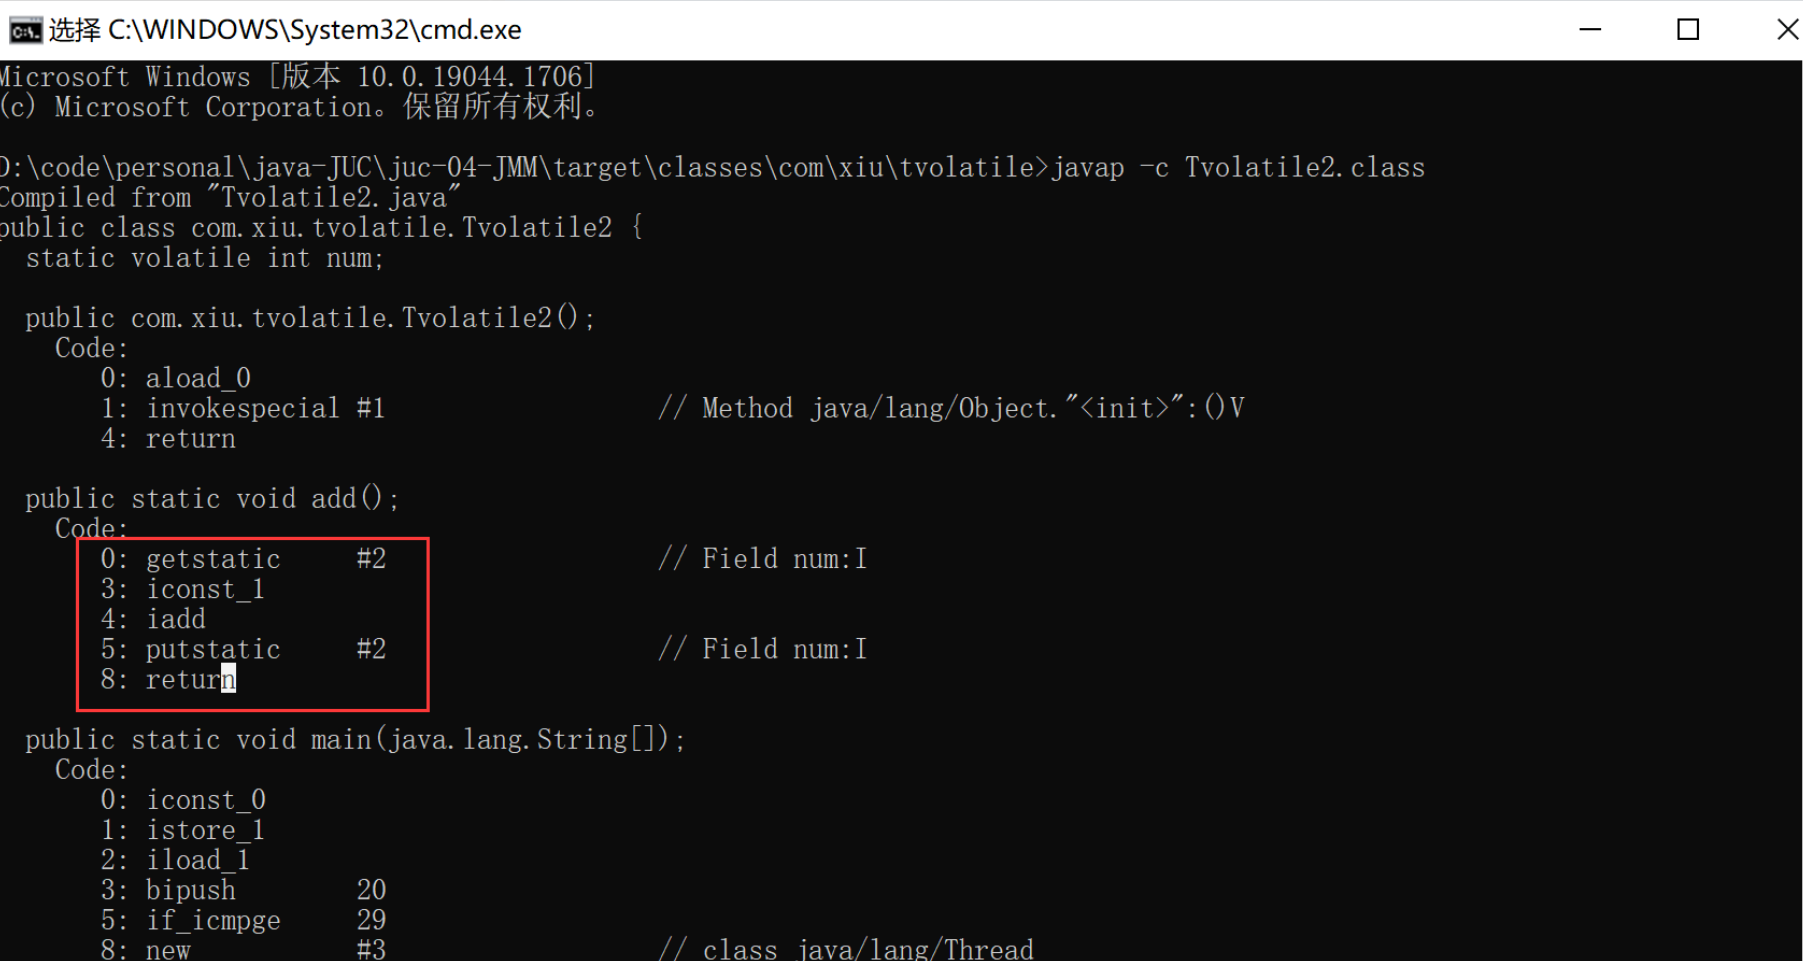 选择 C:\WINDOWS\System32\cmd.exe
Microsoft Windows [版本 10.0.19044.1706]
(c) Microsoft Corporation。保留所有权利。
D:\code\personal\java-JUC\juc-04-JMM\target\classes\com\xiu\tvolatile>javap -c Tvolatile2.class
Compiled from "Tvolatile2.java"
public class com.xiu.tvolatile.Tvolatile2 {
static volatile int num;
public com.xiu.tvolatile.Tvolatile2();
Code:
0: aload_0
1: invokespecial #1 // Method java/lang/Object."<init>":()V
4: return
public static void add();
Code:
0: getstatic #2 // Field num:I
3: iconst_1
4: iadd
5: putstatic #2 // Field num:I
8: return
public static void main(java.lang.String[]);
Code:
0: iconst_0
1: istore_1
2: iload_1
3: bipush 20
5: if_icmpge 29
8: new #3 // class java/lang/Thread